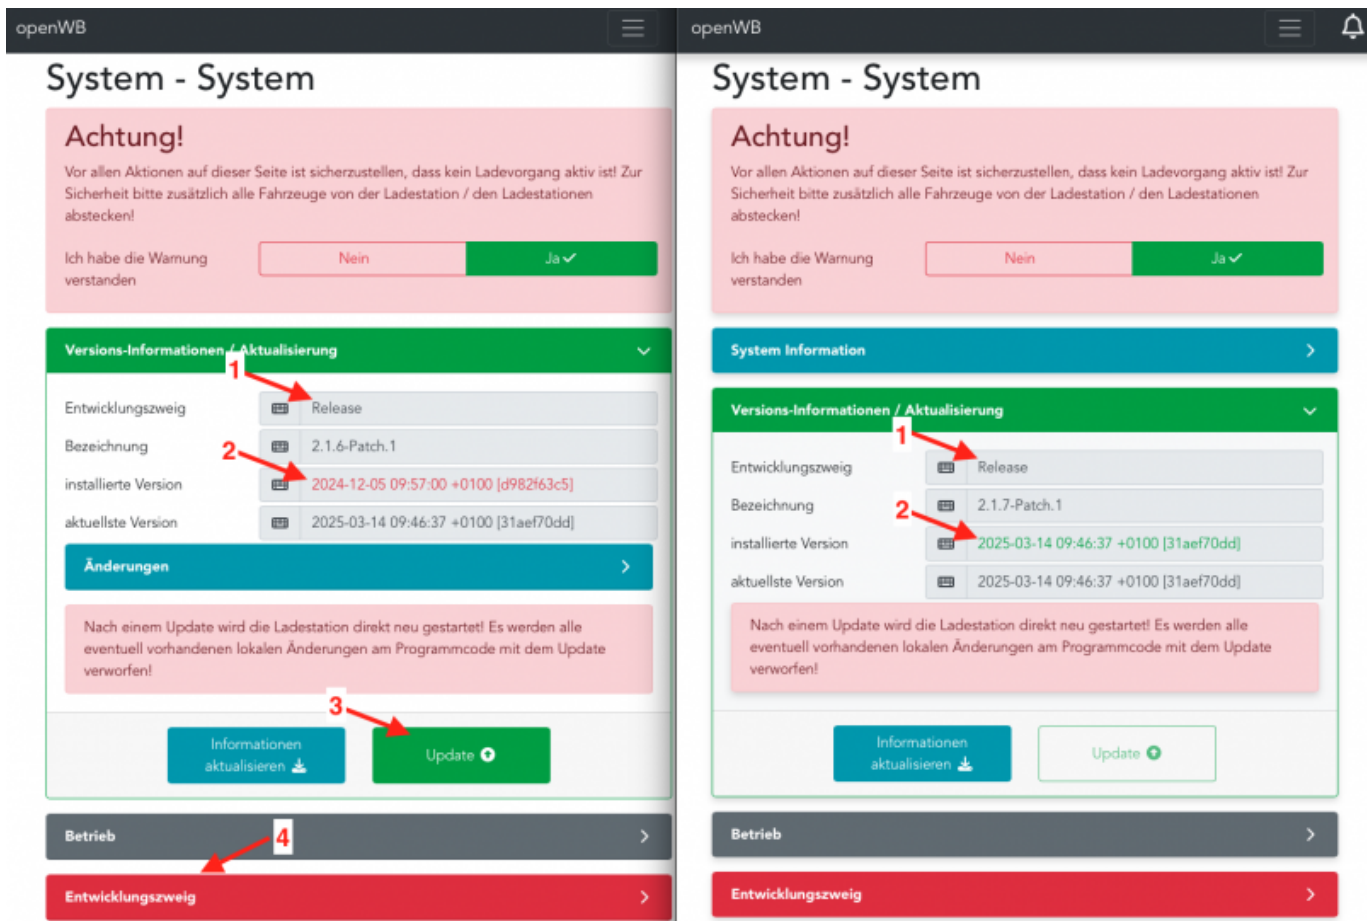 openWB
System - System
Achtung!
Vor allen Aktionen auf dieser Seite ist sicherzustellen, dass kein Ladevorgang aktiv ist! Zur
Sicherheit bitte zusätzlich alle Fahrzeuge von der Ladestation / den Ladestationen
abstecken!
Ich habe die Warnung
verstanden
Nein
Ja
Versions-Informationen / Aktualisierung
1
Entwicklungszweig
Release
Bezeichnung
2.1.6-Patch.1
2
installierte Version
2024-12-05 09:57:00 +0100 [d982f63c5]
aktuellste Version
2025-03-14 09:46:37 +0100 [31aef70dd]
Änderungen
Nach einem Update wird die Ladestation direkt neu gestartet! Es werden alle
eventuell vorhandenen lokalen Änderungen am Programmcode mit dem Update
verworfen!
3
Informationen
aktualisieren
Update
Betrieb
4
Entwicklungszweig
openWB
System - System
Achtung!
Vor allen Aktionen auf dieser Seite ist sicherzustellen, dass kein Ladevorgang aktiv ist! Zur
Sicherheit bitte zusätzlich alle Fahrzeuge von der Ladestation / den Ladestationen
abstecken!
Ich habe die Warnung
verstanden
Nein
Ja
System Information
Versions-Informationen / Aktualisierung
1
Entwicklungszweig
Release
Bezeichnung
2.1.7-Patch.1
2
installierte Version
2025-03-14 09:46:37 +0100 [31aef70dd]
aktuellste Version
2025-03-14 09:46:37 +0100 [31aef70dd]
Nach einem Update wird die Ladestation direkt neu gestartet! Es werden alle
eventuell vorhandenen lokalen Änderungen am Programmcode mit dem Update
verworfen!
Informationen
aktualisieren
Update
Betrieb
Entwicklungszweig